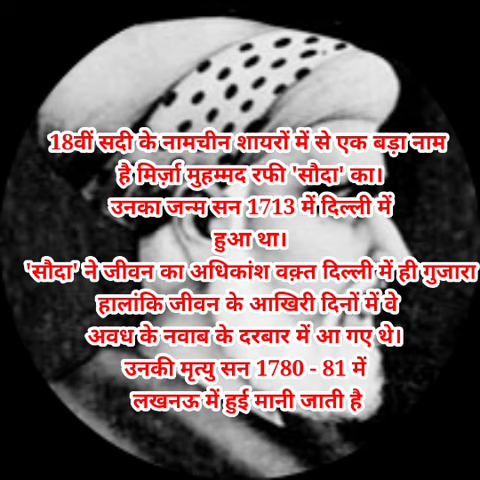 18वीं सदी के नामचीन शायरों में से एक बड़ा नाम
है मिर्ज़ा मुहम्मद रफी 'सौदा' का।
उनका जन्म सन 1713 में दिल्ली में
हुआ था।
'सौदा' ने जीवन का अधिकांश वक़्त दिल्ली में ही गुजारा
हालांकि जीवन के आखिरी दिनों में वे
अवध के नवाब के दरबार में आ गए थे।
उनकी मृत्यु सन 1780 - 81 में
लखनऊ में हुई मानी जाती है